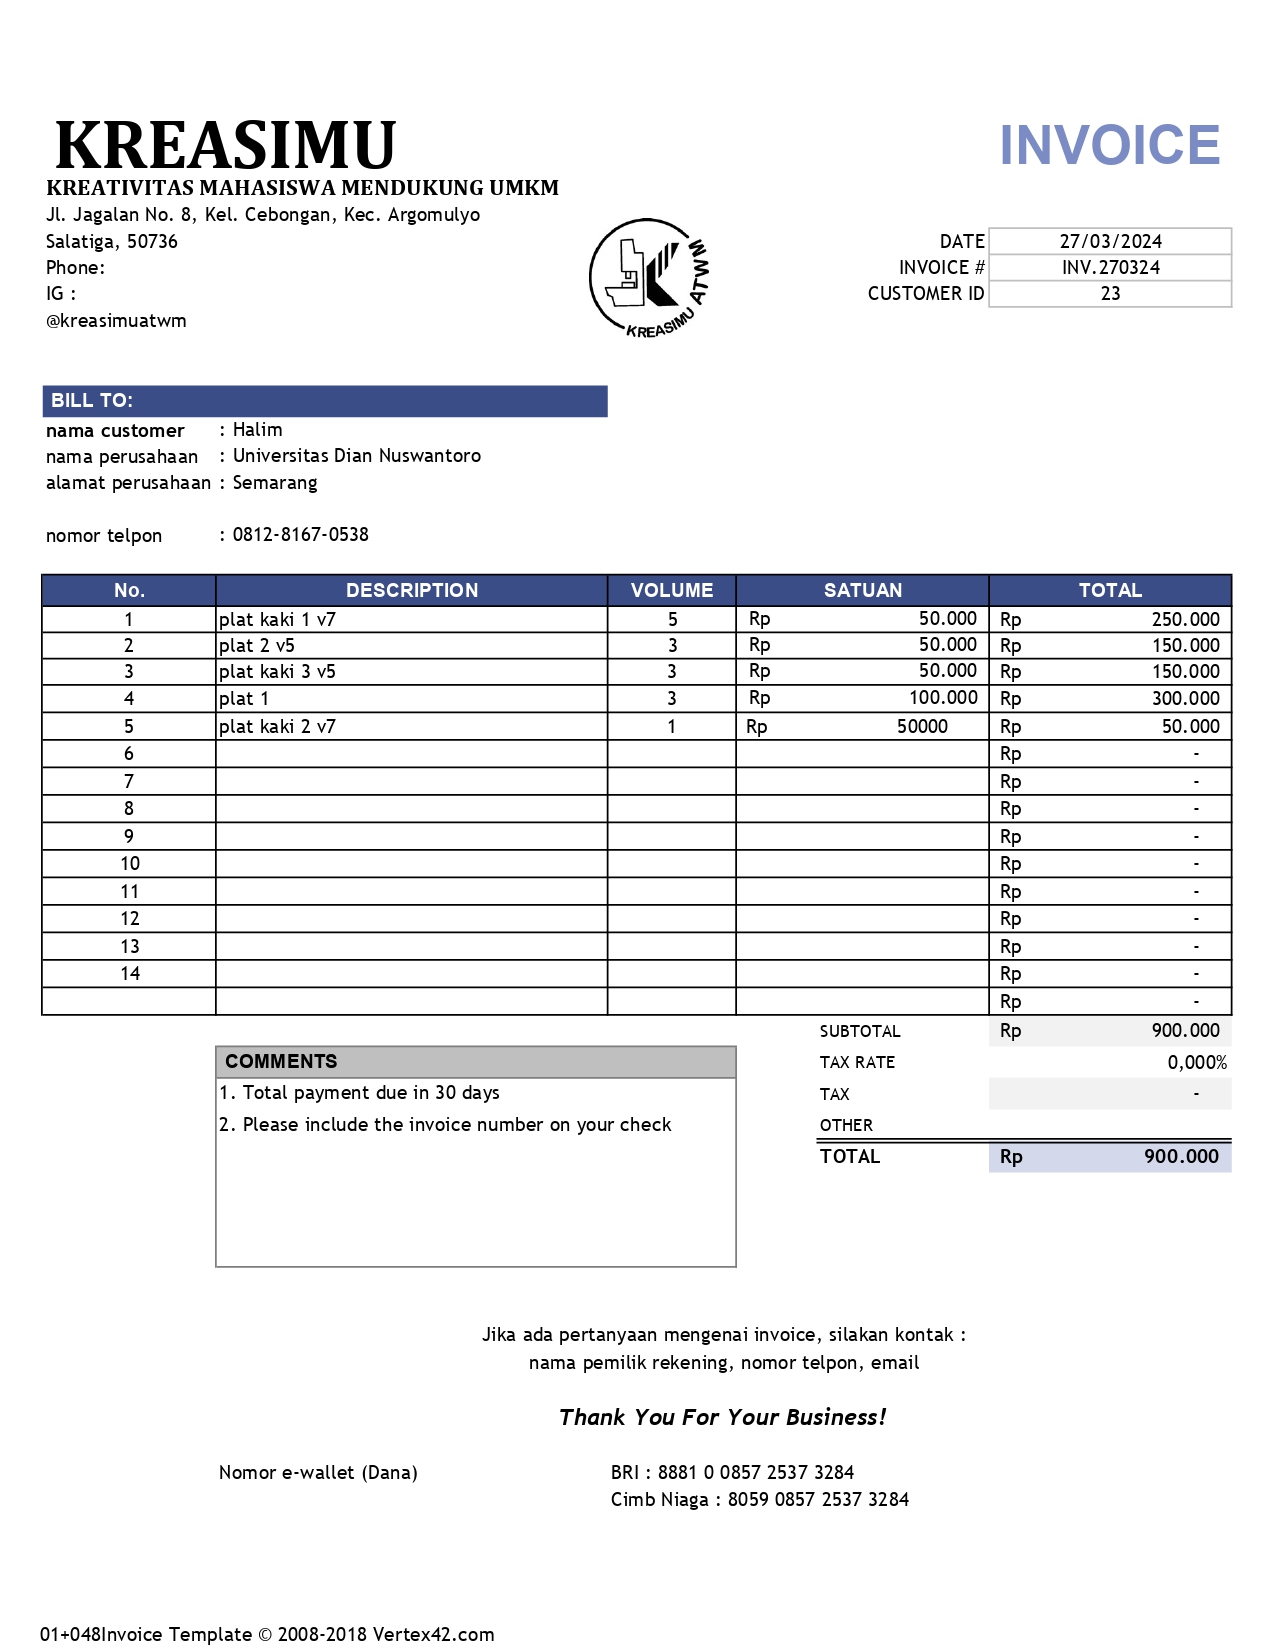 KREASIMU
INVOICE
KREATIVITAS MAHASISWA MENDUKUNG UMKM
Jl. Jagalan No. 8, Kel. Cebongan, Kec. Argomulyo
Salatiga, 50736
Phone:
IG :
@kreasimuatwm
KREASIMU ATWM
DATE 27/03/2024
INVOICE # INV.270324
CUSTOMER ID 23
BILL TO:
nama customer : Halim
nama perusahaan : Universitas Dian Nuswantoro
alamat perusahaan : Semarang
nomor telpon : 0812-8167-0538
No. DESCRIPTION VOLUME SATUAN TOTAL
1 plat kaki 1 v7 5 Rp 50.000 Rp 250.000
2 plat 2 v5 3 Rp 50.000 Rp 150.000
3 plat kaki 3 v5 3 Rp 50.000 Rp 150.000
4 plat 1 3 Rp 100.000 Rp 300.000
5 plat kaki 2 v7 1 Rp 50000 Rp 50.000
6 Rp -
7 Rp -
8 Rp -
9 Rp -
10 Rp -
11 Rp -
12 Rp -
13 Rp -
14 Rp -
Rp -
SUBTOTAL Rp 900.000
TAX RATE 0,000%
TAX -
OTHER
TOTAL Rp 900.000
COMMENTS
1. Total payment due in 30 days
2. Please include the invoice number on your check
Jika ada pertanyaan mengenai invoice, silakan kontak :
nama pemilik rekening, nomor telpon, email
Thank You For Your Business!
Nomor e-wallet (Dana) BRI : 8881 0 0857 2537 3284
Cimb Niaga : 8059 0857 2537 3284
01+048Invoice Template © 2008-2018 Vertex42.com